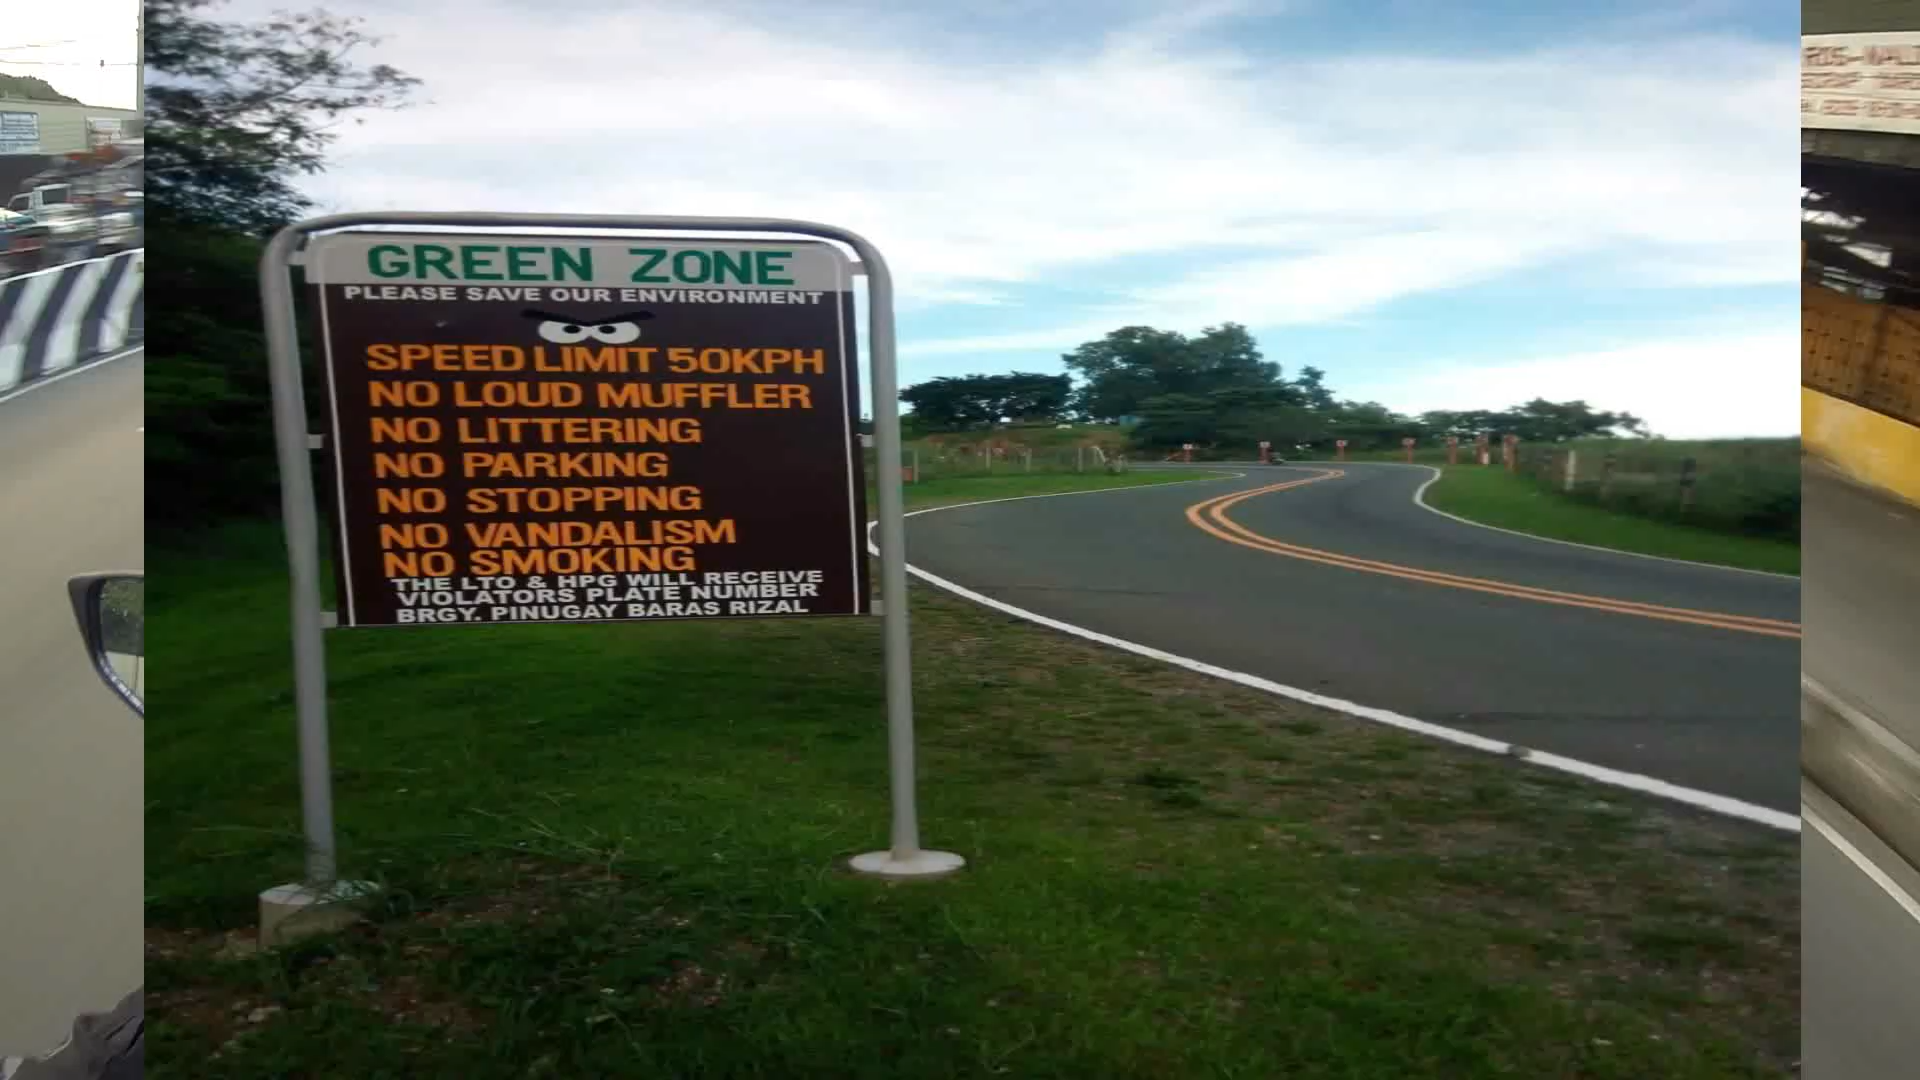 GREEN ZONE
PLEASE SAVE OUR ENVIRONMENT
SPEED LIMIT 50KPH
NO LOUD MUFFLER
NO LITTERING
NO PARKING
NO STOPPING
NO VANDALISM
NO SMOKING
THE LTO & HPG WILL RECEIVE
VIOLATORS PLATE NUMBER
BRGY. PINUGAY BARAS RIZAL